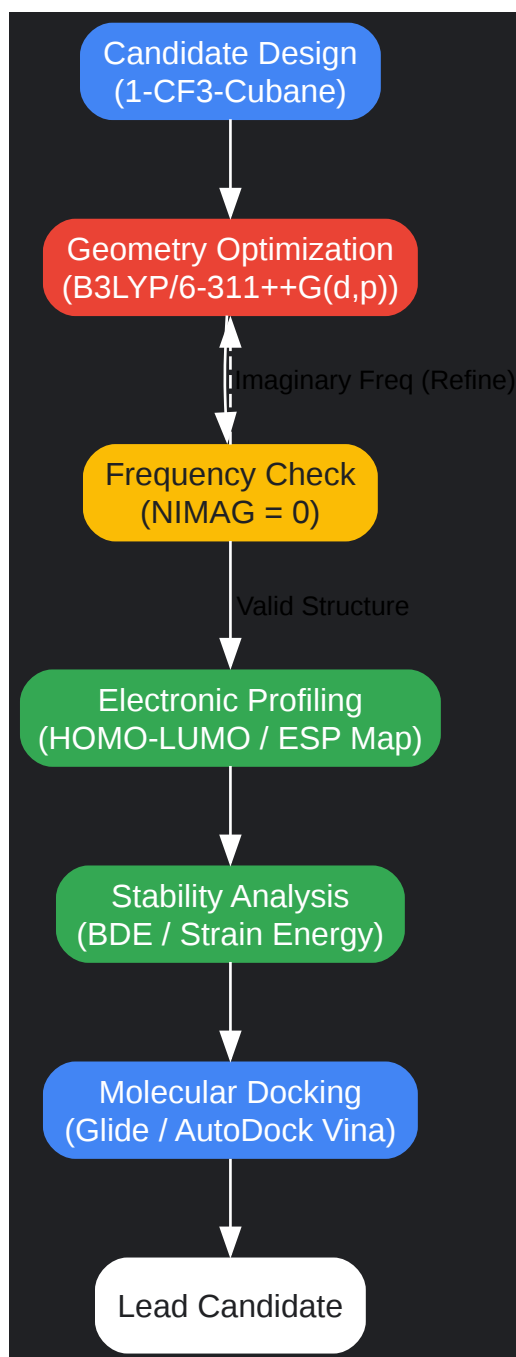 Candidate Design
(1-CF3-Cubane)
Geometry Optimization
(B3LYP/6-311++G(d,p))
Imaginary Freq (Refine)
Frequency Check
(NIMAG = 0)
Valid Structure
Electronic Profiling
(HOMO-LUMO / ESP Map)
Stability Analysis
(BDE / Strain Energy)
Molecular Docking
(Glide / AutoDock Vina)
Lead Candidate